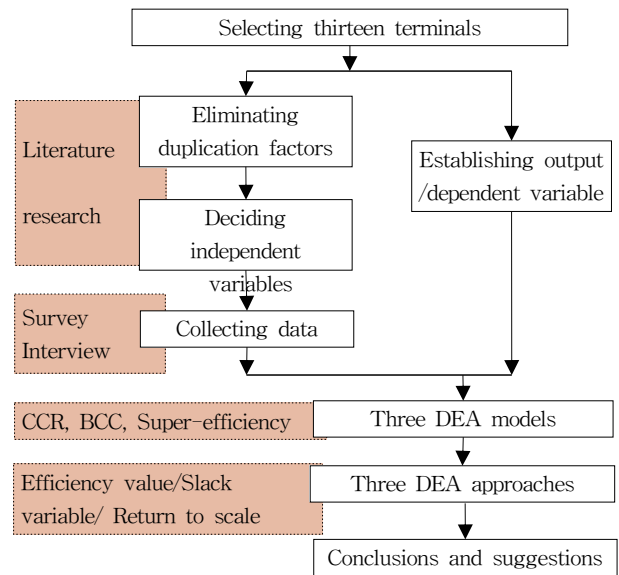 Selecting thirteen terminals
Eliminating
duplication factors
Literature
research
Establishing output
/dependent variable
Deciding
independent
variables
Survey
Interview
Collecting data
CCR, BCC, Super-efficiency
Three DEA models
Efficiency value/Slack
variable/ Return to scale
Three DEA approaches
Conclusions and suggestions